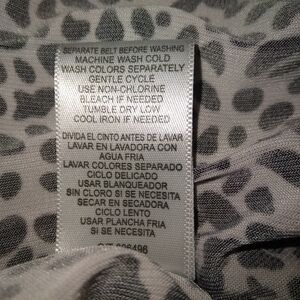 SEPARATE BELT BEFORE WASHING
MACHINE WASH COLD
WASH COLORS SEPARATELY
GENTLE CYCLE
USE NON-CHLORINE
BLEACH IF NEEDED
TUMBLE DRY LOW
COOL IRON IF NEEDED
DIVIDA EL CINTO ANTES DE LAVAR
LAVAR EN LAVADORA CON
AGUA FRIA
LAVAR COLORES SEPARADO
CICLO DELICADO
USAR BLANQUEADOR
SIN CLORO SI SE NECESITA
SECAR EN SECADORA
CICLO LENTO
USAR PLANCHA FRIA
SI SE NECESITA